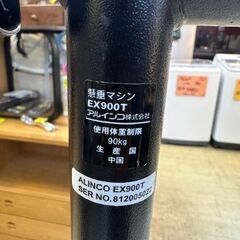 懸垂マシン
EX900T
アルインコ株式会社
使用体重制限
90kg
生産国
中国
ALINCO EX900T
SER NO.812005022